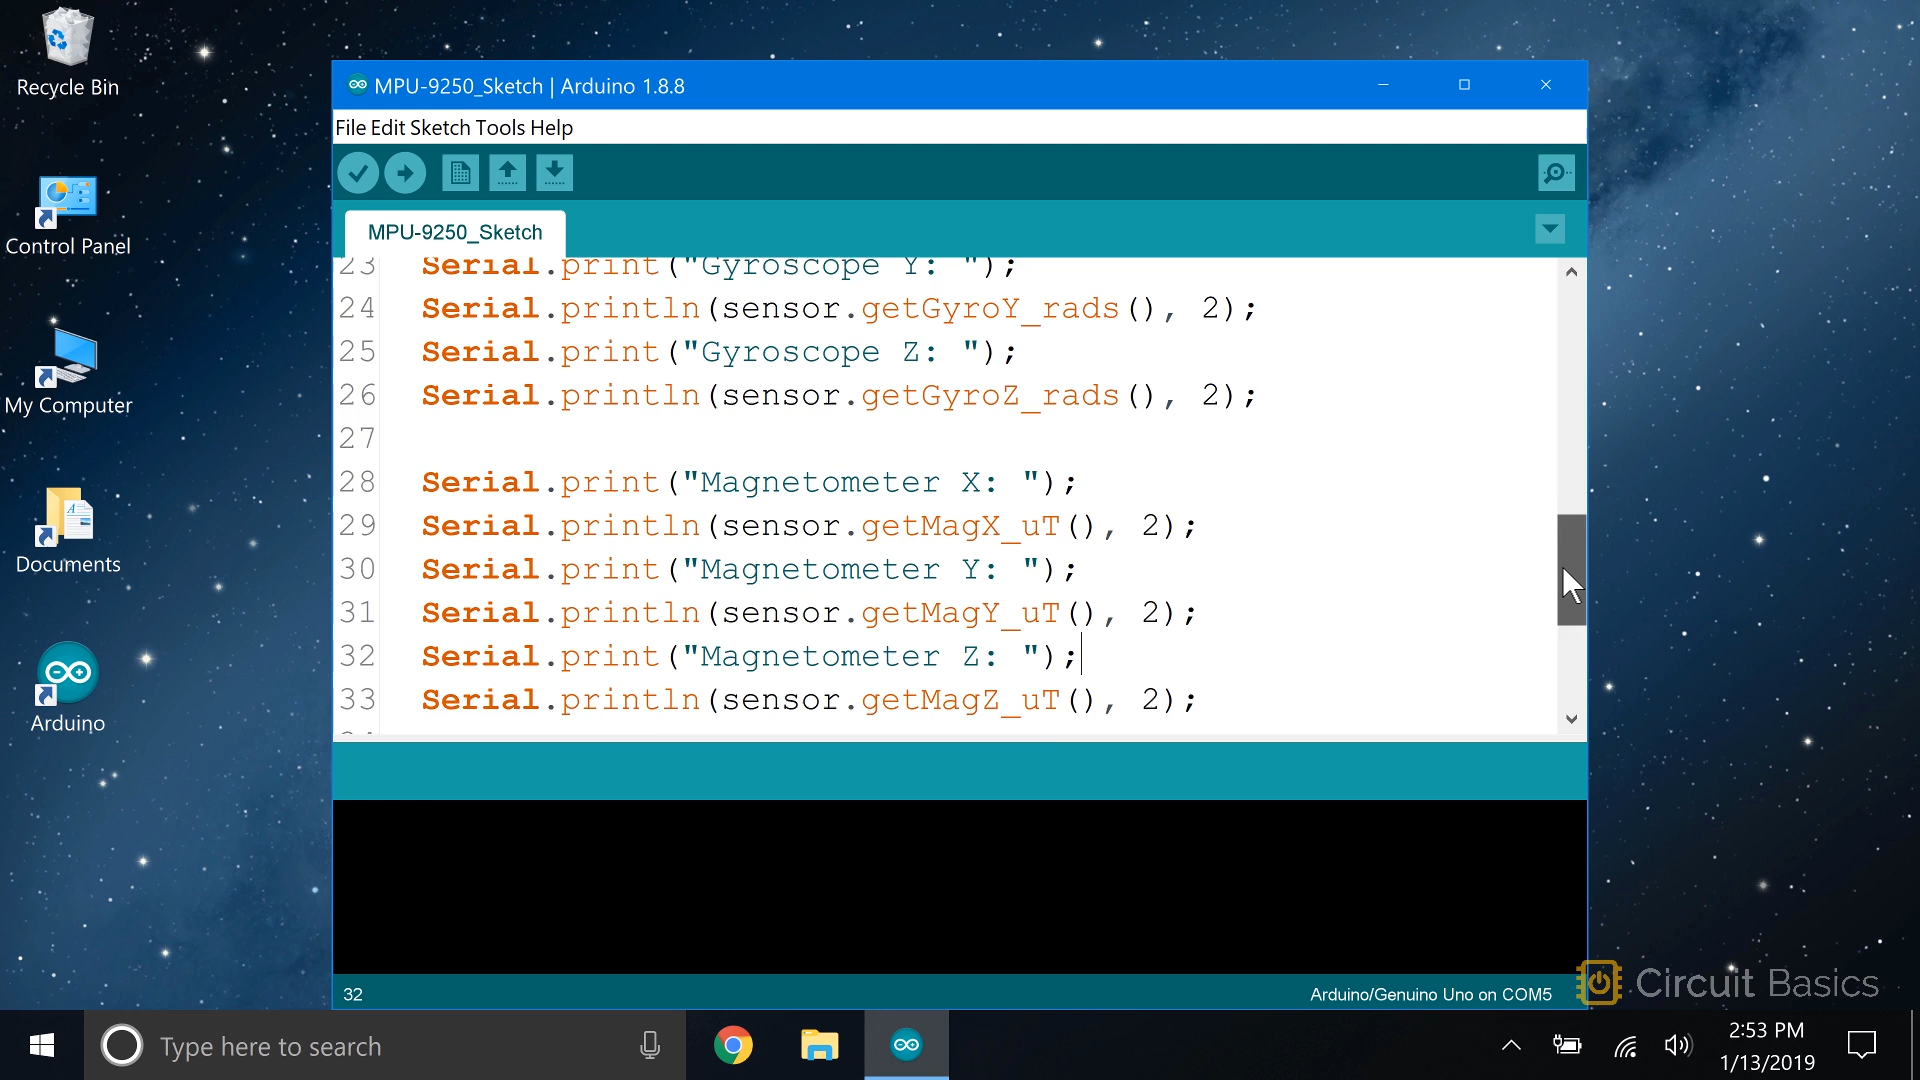 Recycle Bin
Control Panel
My Computer
Documents
Arduino
MPU-9250_Sketch | Arduino 1.8.8
File Edit Sketch Tools Help
MPU-9250_Sketch
23 Serial.print("Gyroscope Y: ");
24 Serial.println(sensor.getGyroY_rads(), 2);
25 Serial.print("Gyroscope Z: ");
26 Serial.println(sensor.getGyroZ_rads(), 2);
27
28 Serial.print("Magnetometer X: ");
29 Serial.println(sensor.getMagX_uT(), 2);
30 Serial.print("Magnetometer Y: ");
31 Serial.println(sensor.getMagY_uT(), 2);
32 Serial.print("Magnetometer Z: ");
33 Serial.println(sensor.getMagZ_uT(), 2);
32
Arduino/Genuino Uno on COM5
Circuit Basics
Type here to search
2:53 PM
1/13/2019